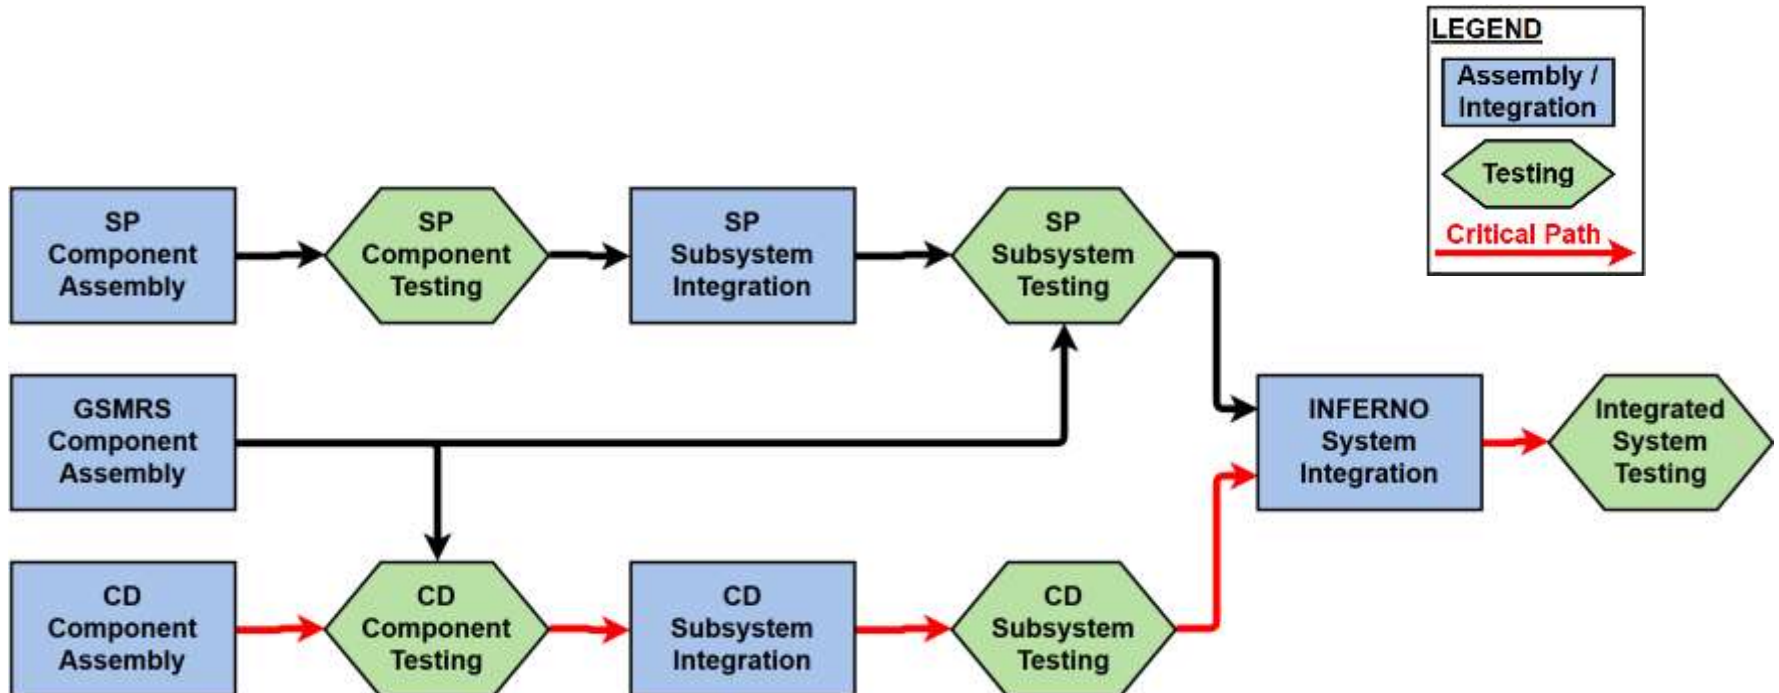 LEGEND
Assembly /
Integration
Testing
Critical Path
SP
Component
Assembly
SP
Component
Testing
SP
Subsystem
Integration
SP
Subsystem
Testing
GSMRS
Component
Assembly
INFERNO
System
Integration
Integrated
System
Testing
CD
Component
Assembly
CD
Component
Testing
CD
Subsystem
Integration
CD
Subsystem
Testing